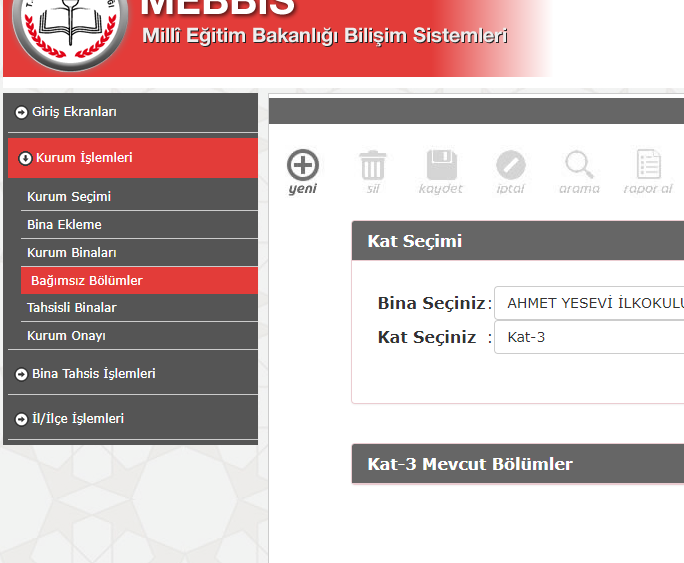 MEBBİS
Millî Eğitim Bakanlığı Bilişim Sistemleri
Giriş Ekranları
Kurum İşlemleri
Kurum Seçimi
Bina Ekleme
Kurum Binaları
Bağımsız Bölümler
Tahsisli Binalar
Kurum Onayı
Bina Tahsis İşlemleri
İl/İlçe İşlemleri
yeni sil kaydet iptal arama rapor al
Kat Seçimi
Bina Seçiniz : AHMET YESEVİ İLKOKULU
Kat Seçiniz : Kat-3
Kat-3 Mevcut Bölümler